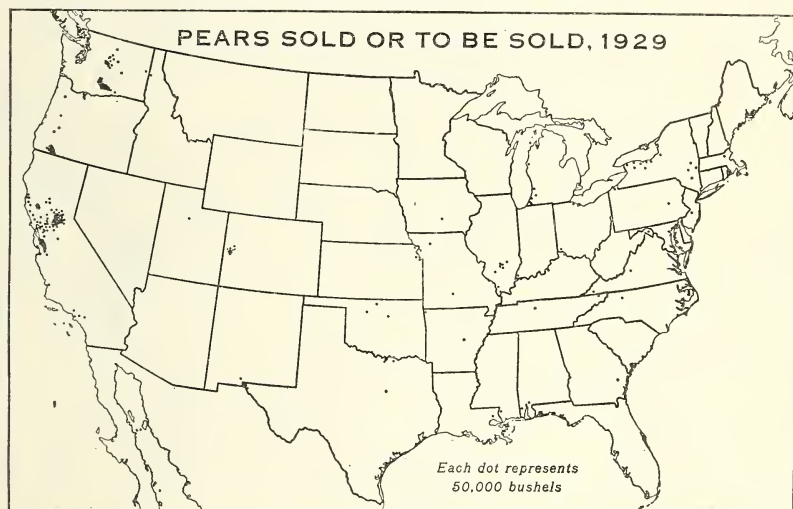 PEARS SOLD OR TO BE SOLD, 1929
Each dot represents
50,000 bushels